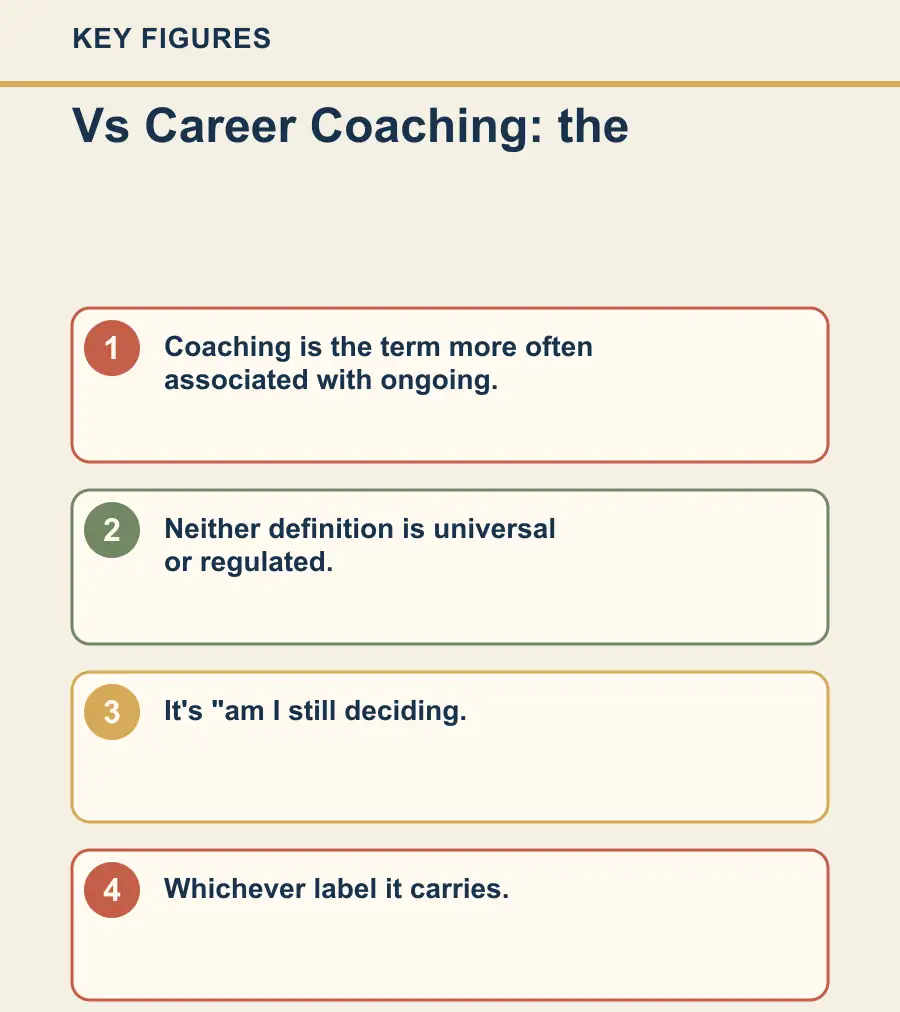 KEY FIGURES
Vs Career Coaching: the
1
Coaching is the term more often
associated with ongoing.
2
Neither definition is universal
or regulated.
3
It's "am I still deciding.
4
Whichever label it carries.